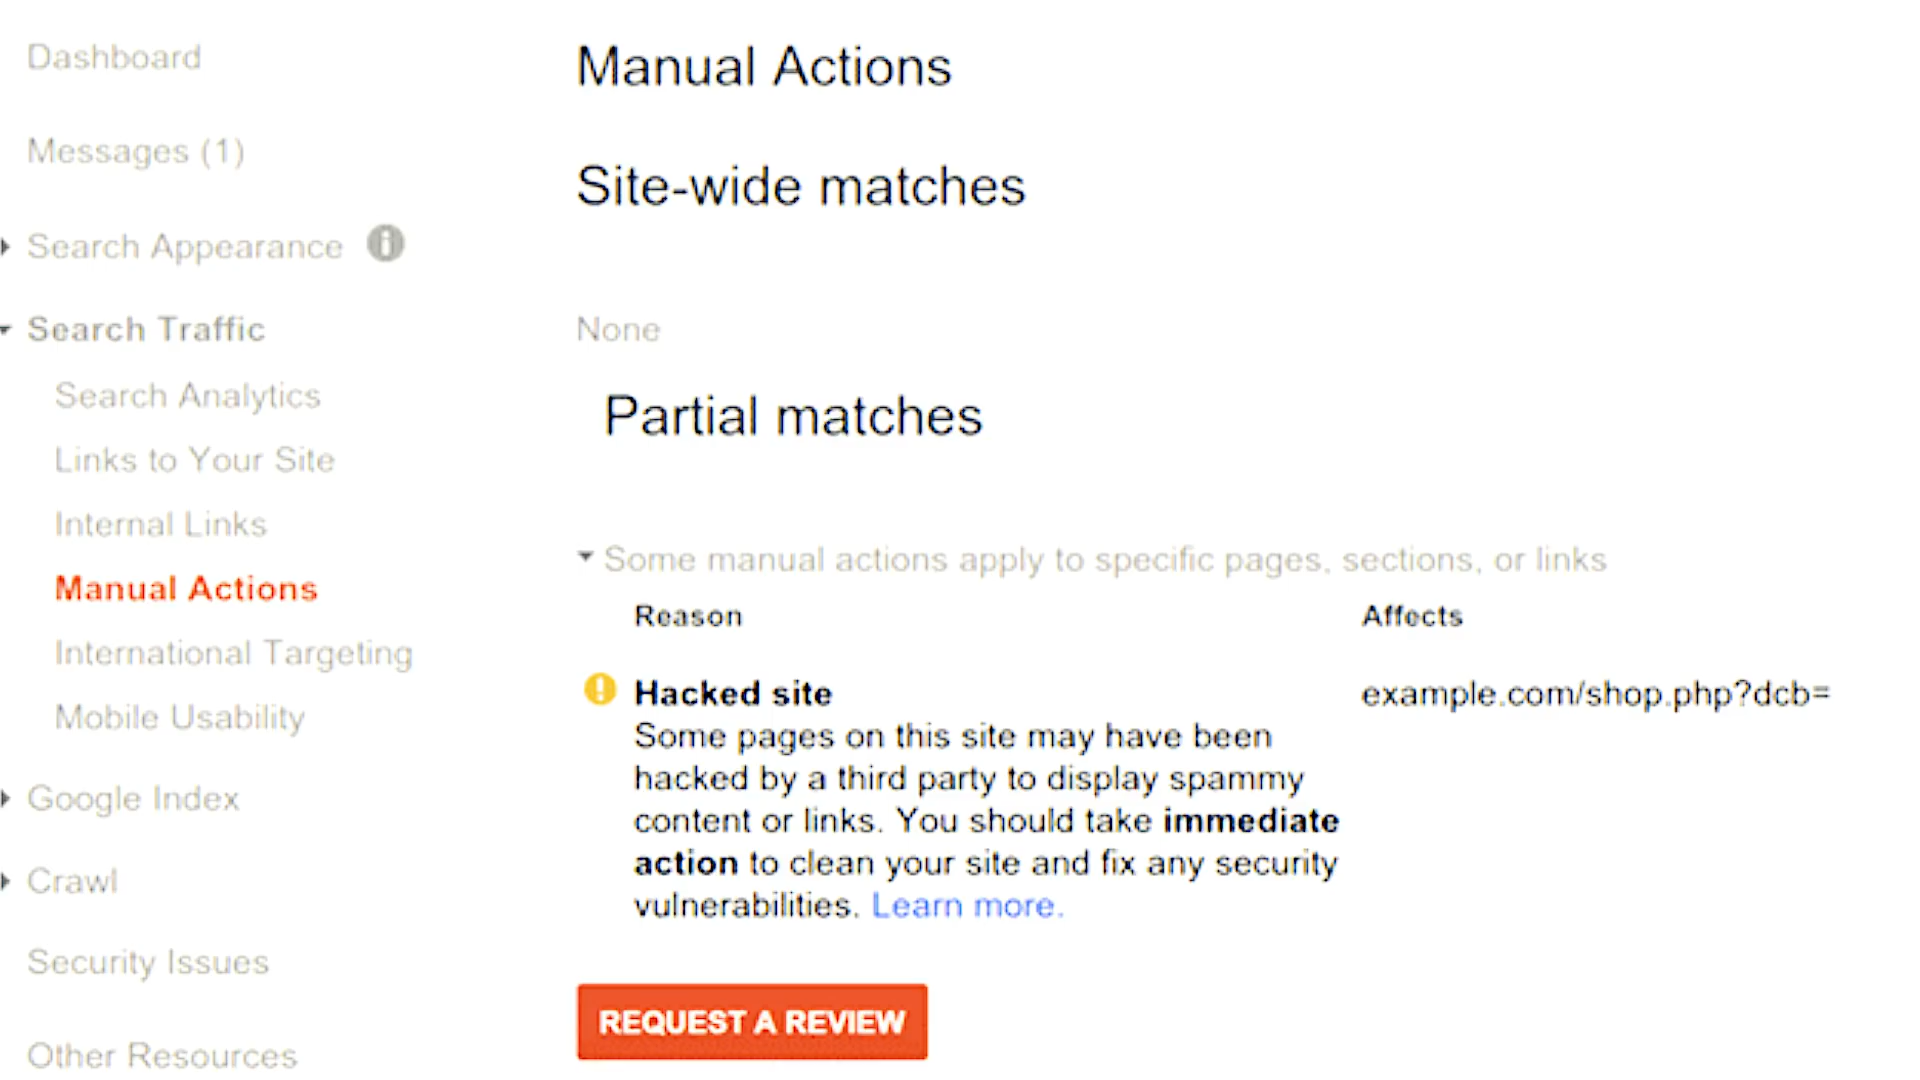 Dashboard
Messages (1)
Search Appearance
Search Traffic
Search Analytics
Links to Your Site
Internal Links
Manual Actions
International Targeting
Mobile Usability
Google Index
Crawl
Security Issues
Other Resources
Manual Actions
Site-wide matches
None
Partial matches
Some manual actions apply to specific pages, sections, or links
Reason
Affects
Hacked site
example.com/shop.php?dcb=
Some pages on this site may have been
hacked by a third party to display spammy
content or links. You should take immediate
action to clean your site and fix any security
vulnerabilities. Learn more.
REQUEST A REVIEW